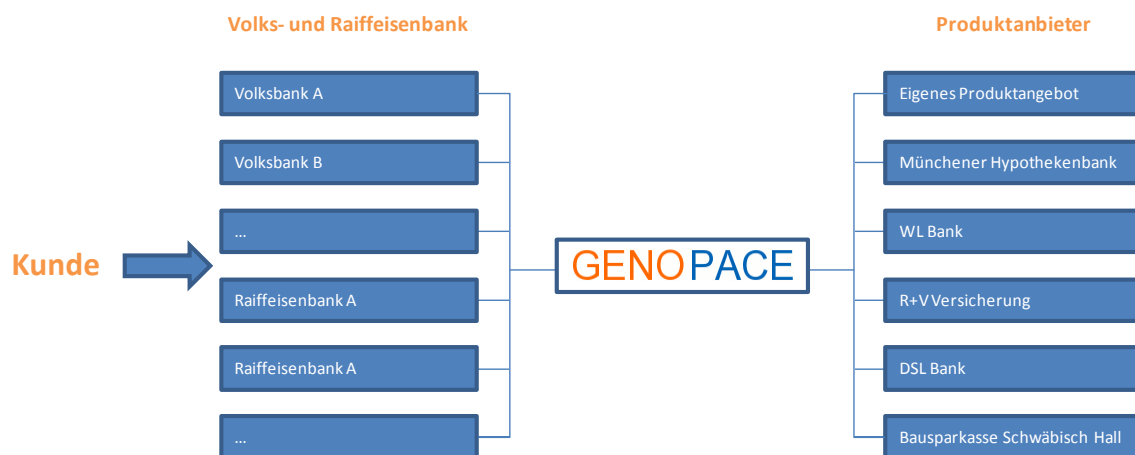 Volks- und Raiffeisenbank
Produktanbieter
Volksbank A
Eigenes Produktangebot
Volksbank B
Münchener Hypothekenbank
...
WL Bank
Kunde
GENOPACE
Raiffeisenbank A
R+V Versicherung
Raiffeisenbank A
DSL Bank
...
Bausparkasse Schwäbisch Hall